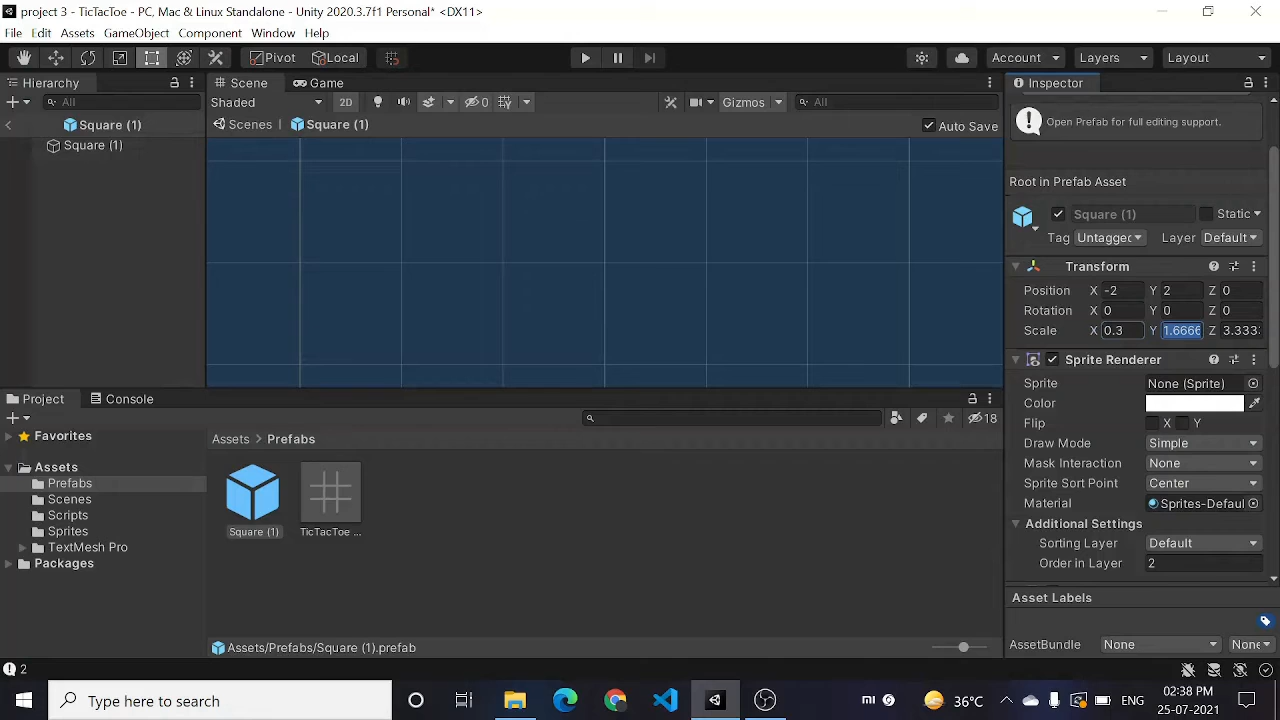 project 3 - TicTacToe - PC, Mac & Linux Standalone - Unity 2020.3.7f1 Personal* <DX11>
File Edit Assets GameObject Component Window Help
Pivot Local Account Layers Layout
Hierarchy Scene Game Inspector
All Shaded 2D 0 Gizmos All Open Prefab for full editing support.
Square (1) Scenes Square (1) Auto Save
Square (1)
Root in Prefab Asset
Square (1) Static
Tag Untagged Layer Default
Transform
Position X -2 Y 2 Z 0
Rotation X 0 Y 0 Z 0
Scale X 0.3 Y 1.6666 Z 3.333
Sprite Renderer
Sprite None (Sprite)
Color
Flip X Y
Draw Mode Simple
Mask Interaction None
Sprite Sort Point Center
Material Sprites-Defaul
Additional Settings
Sorting Layer Default
Order in Layer 2
Asset Labels
AssetBundle None None
Project Console
18
Favorites Assets > Prefabs
Assets
Prefabs
Scenes
Scripts
Sprites
TextMesh Pro
Packages
Square (1) TicTacToe ...
Assets/Prefabs/Square (1).prefab
2
Type here to search
mi 36°C ENG 02:38 PM
25-07-2021